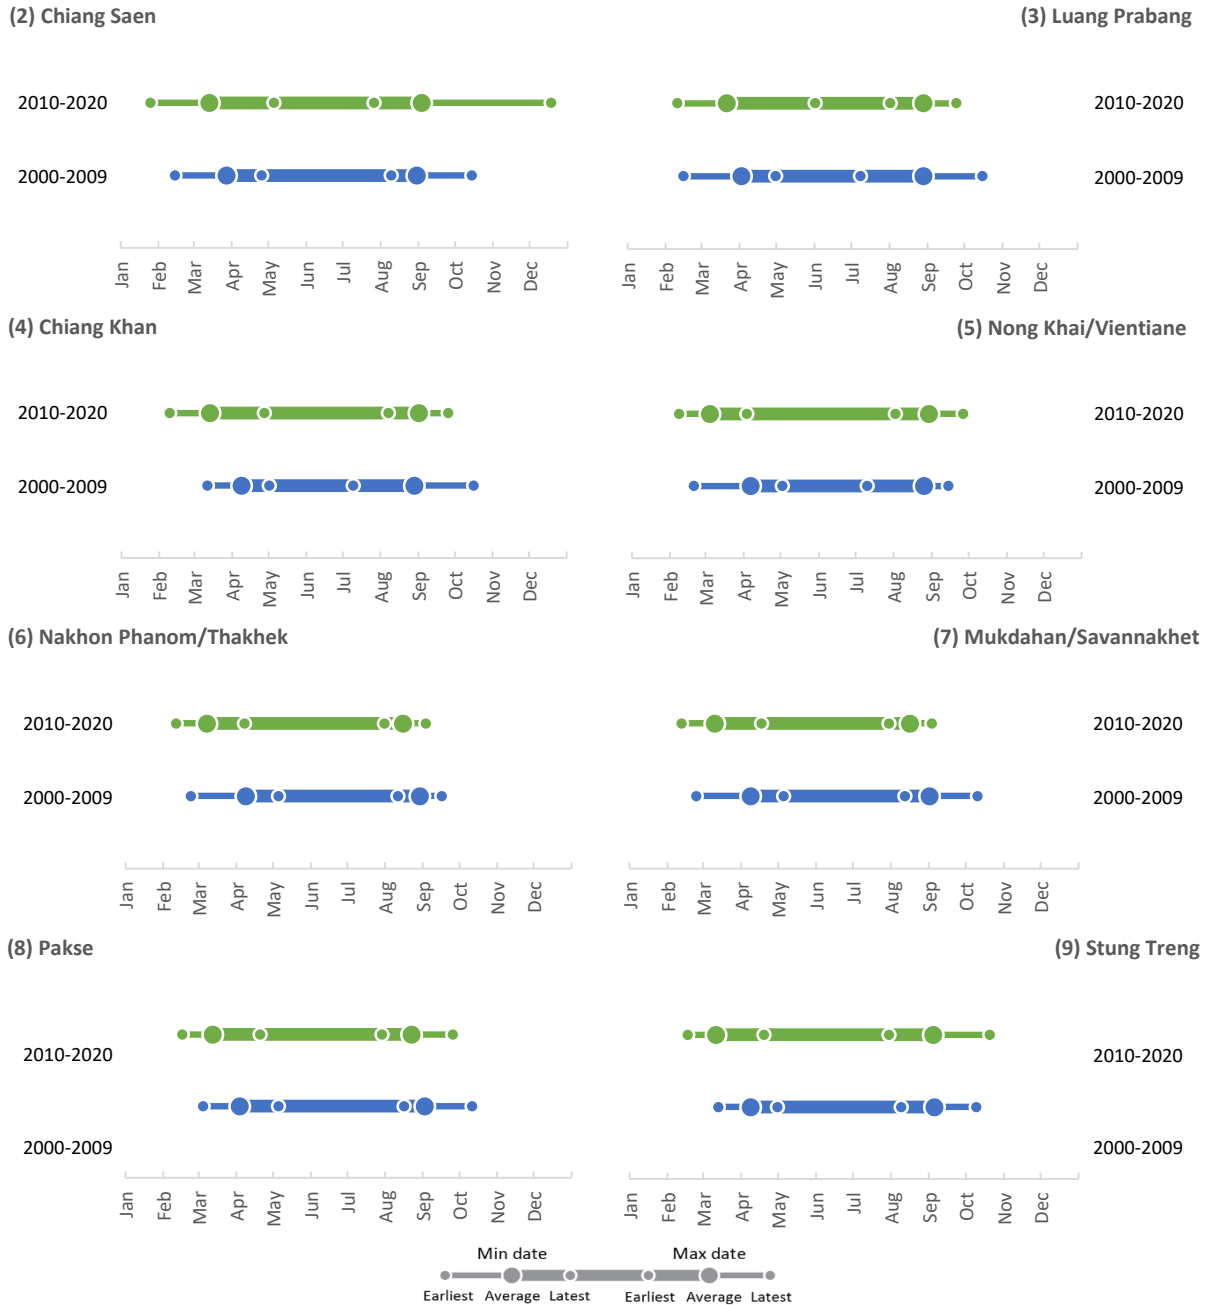 (2) Chiang Saen
(3) Luang Prabang
2010-2020
2010-2020
2000-2009
2000-2009
Jan Feb Mar Apr May Jun Jul Aug Sep Oct Nov Dec
Jan Feb Mar Apr May Jun Jul Aug Sep Oct Nov Dec
(4) Chiang Khan
(5) Nong Khai/Vientiane
2010-2020
2010-2020
2000-2009
2000-2009
Jan Feb Mar Apr May Jun Jul Aug Sep Oct Nov Dec
Jan Feb Mar Apr May Jun Jul Aug Sep Oct Nov Dec
(6) Nakhon Phanom/Thakhek
(7) Mukdahan/Savannakhet
2010-2020
2010-2020
2000-2009
2000-2009
Jan Feb Mar Apr May Jun Jul Aug Sep Oct Nov Dec
Jan Feb Mar Apr May Jun Jul Aug Sep Oct Nov Dec
(8) Pakse
(9) Stung Treng
2010-2020
2010-2020
2000-2009
2000-2009
Jan Feb Mar Apr May Jun Jul Aug Sep Oct Nov Dec
Jan Feb Mar Apr May Jun Jul Aug Sep Oct Nov Dec
Min date Max date
Earliest Average Latest Earliest Average Latest